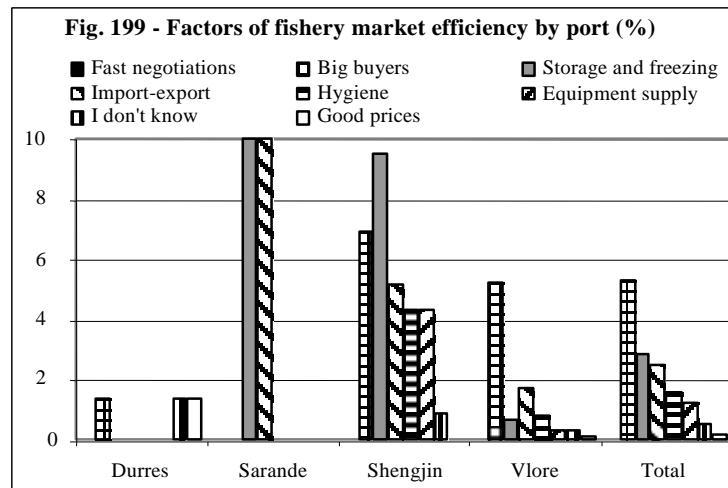 Fig. 199 - Factors of fishery market efficiency by port (%)
Fast negotiations Big buyers Storage and freezing
Import-export Hygiene Equipment supply
I don't know Good prices
10
8
6
4
2
0
Durres Sarande Shengjin Vlore Total